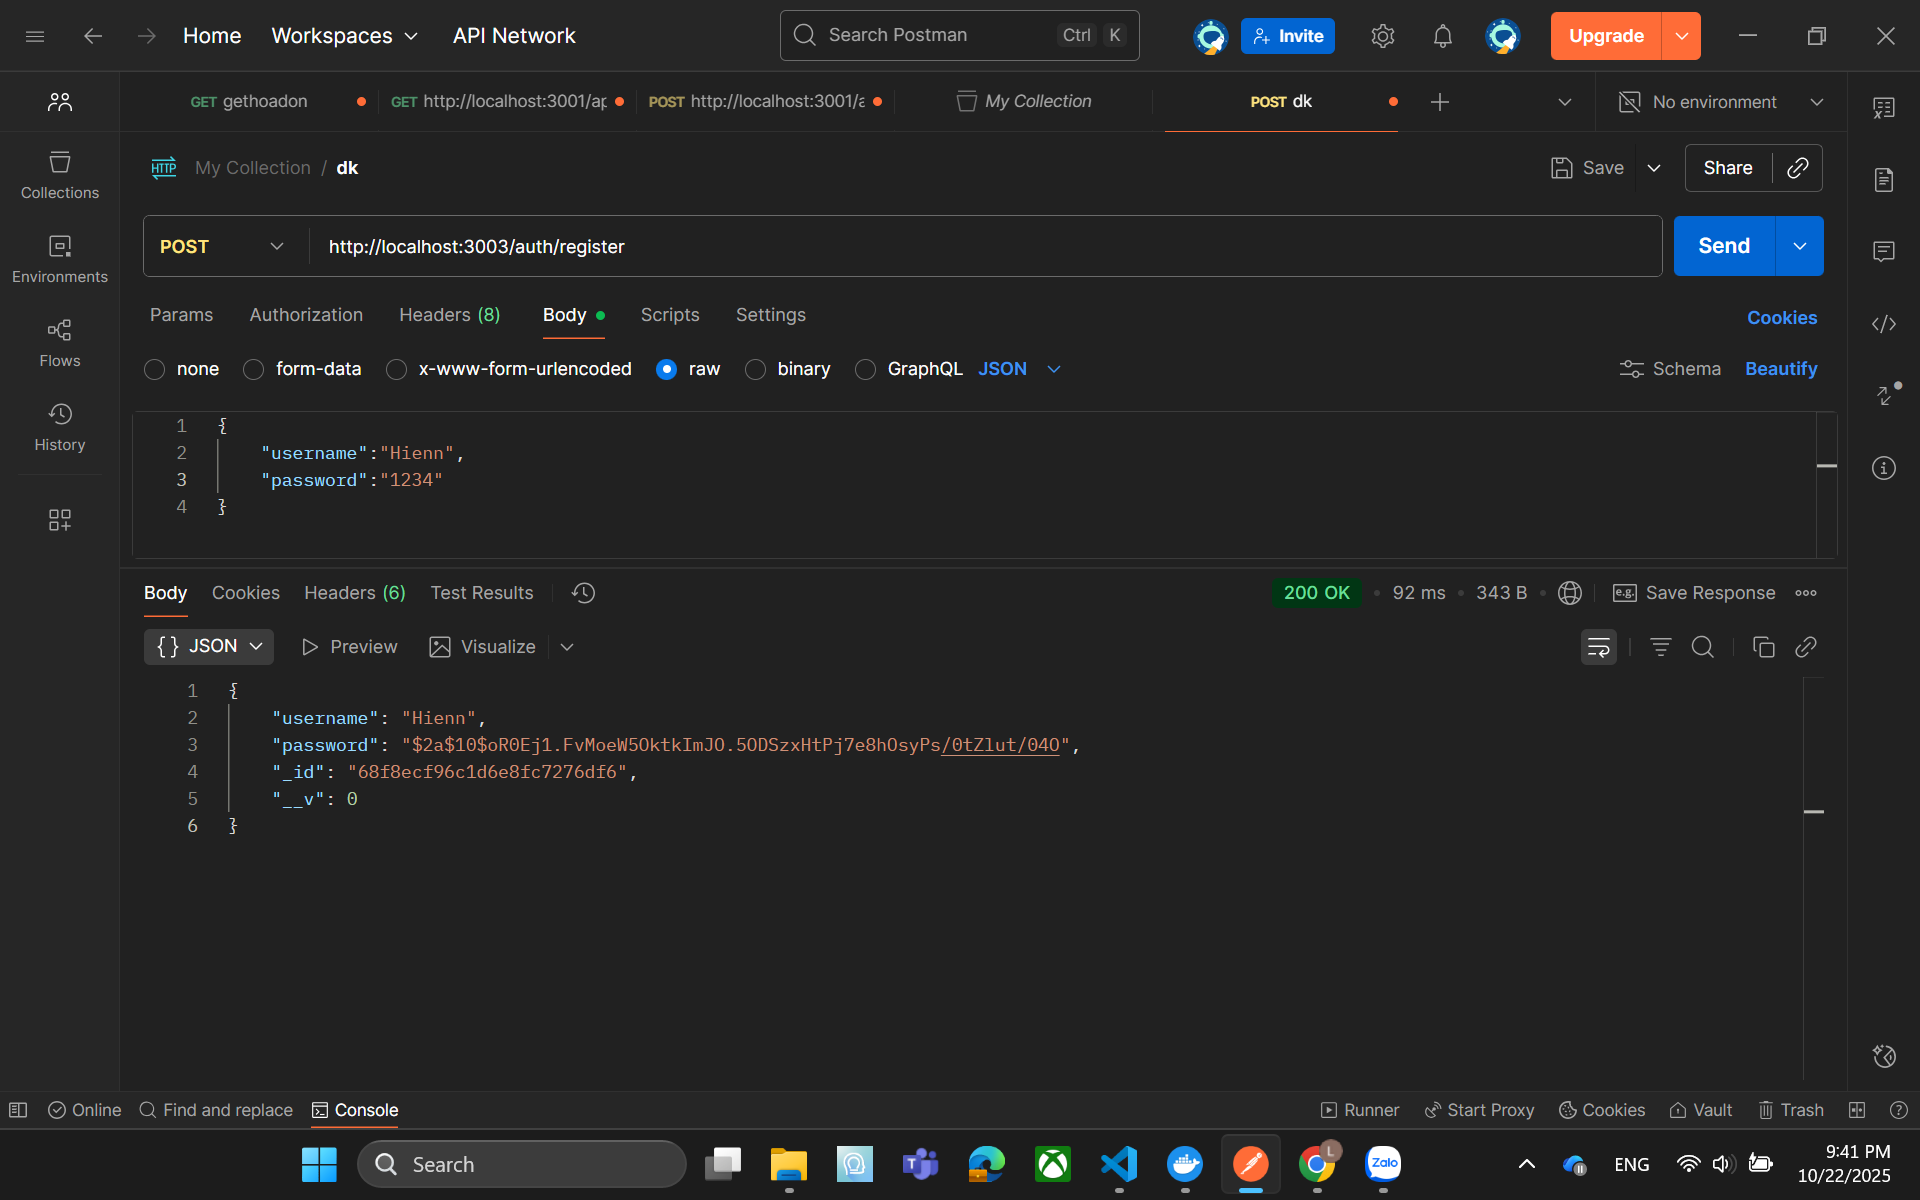 Home Workspaces API Network Search Postman Ctrl K Invite Upgrade
GET gethoadon GET http://localhost:3001/ap POST http://localhost:3001/a My Collection POST dk No environment
HTTP My Collection / dk Save Share
POST http://localhost:3003/auth/register Send
Params Authorization Headers (8) Body Scripts Settings Cookies
none form-data x-www-form-urlencoded raw binary GraphQL JSON Schema Beautify
Collections
Environments
Flows
History
1 {
2 "username":"Hienn",
3 "password":"1234"
4 }
Body Cookies Headers (6) Test Results 200 OK • 92 ms • 343 B • e.g. Save Response
{} JSON Preview Visualize
1 {
2 "username": "Hienn",
3 "password": "$2a$10$oR0Ej1.FvMoeW5OktkImJO.5ODSzxHtPj7e8hOsyPs/0tZlut/04O",
4 "_id": "68f8ecf96c1d6e8fc7276df6",
5 "__v": 0
6 }
Online Find and replace Console Runner Start Proxy Cookies Vault Trash
Search Zalo L ENG 9:41 PM
10/22/2025